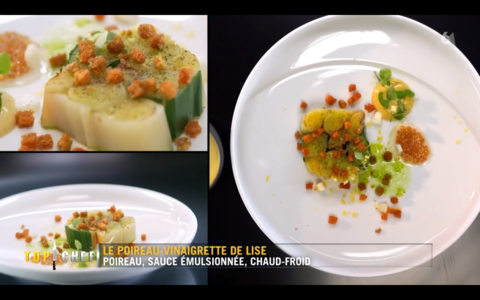 TOP CHEF
LE POIREAU-VINAIGRETTE DE LISE
POIREAU, SAUCE ÉMULSIONNÉE, CHAUD-FROID